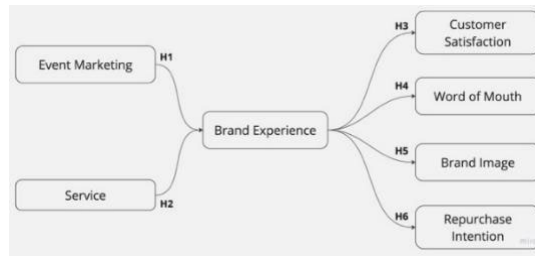 H3
Customer
Satisfaction
Event Marketing
H1
H4
Word of Mouth
Brand Experience
H5
Brand Image
Service
H2
H6
Repurchase
Intention